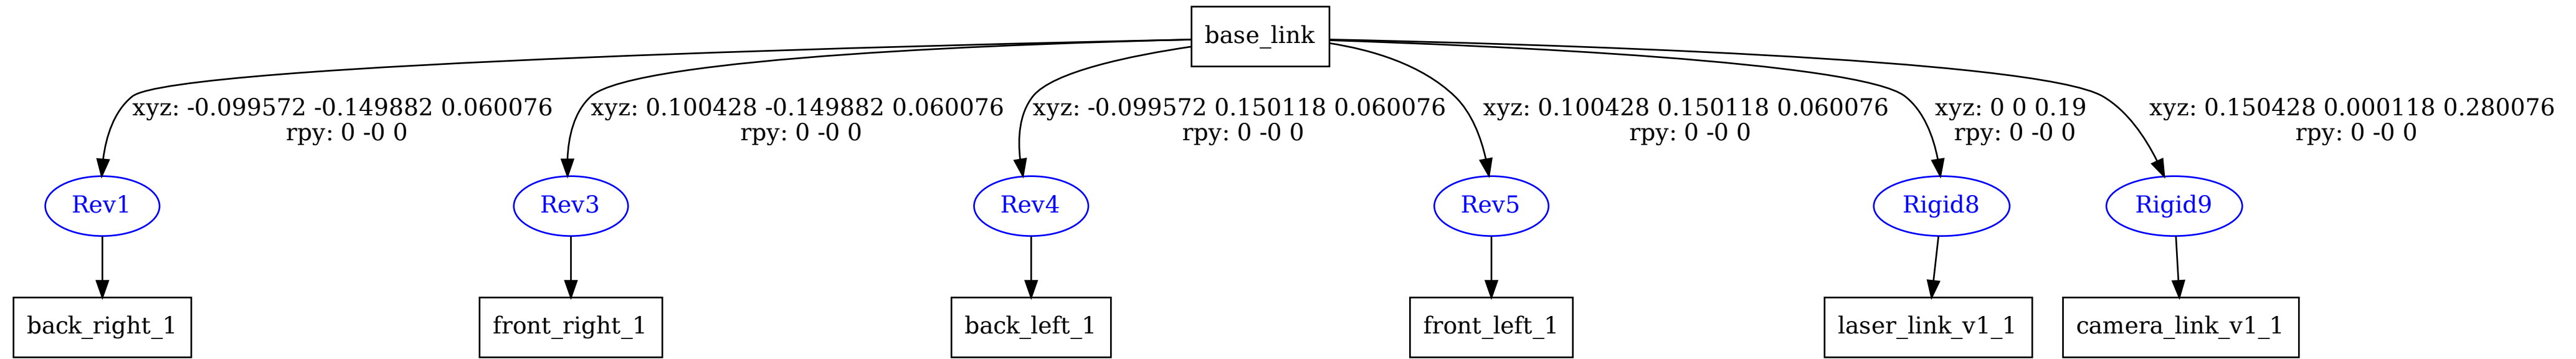 base_link
xyz: -0.099572 -0.149882 0.060076
rpy: 0 -0 0
xyz: 0.100428 -0.149882 0.060076
rpy: 0 -0 0
xyz: -0.099572 0.150118 0.060076
rpy: 0 -0 0
xyz: 0.100428 0.150118 0.060076
rpy: 0 -0 0
xyz: 0 0 0.19
rpy: 0 -0 0
xyz: 0.150428 0.000118 0.280076
rpy: 0 -0 0
Rev1
Rev3
Rev4
Rev5
Rigid8
Rigid9
back_right_1
front_right_1
back_left_1
front_left_1
laser_link_v1_1
camera_link_v1_1